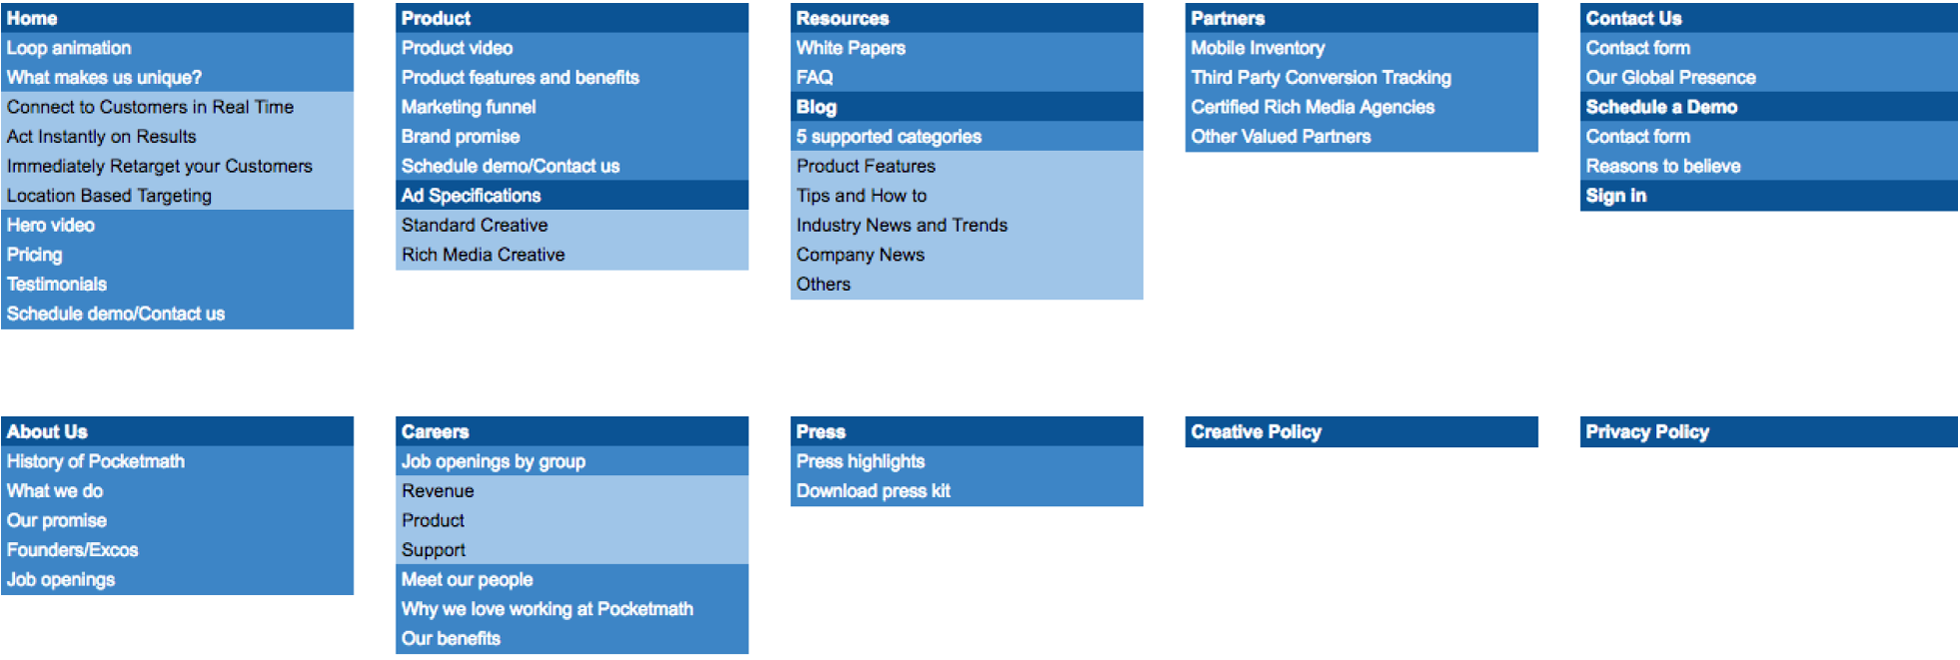 Home
Loop animation
What makes us unique?
Connect to Customers in Real Time
Act Instantly on Results
Immediately Retarget your Customers
Location Based Targeting
Hero video
Pricing
Testimonials
Schedule demo/Contact us
Product
Product video
Product features and benefits
Marketing funnel
Brand promise
Schedule demo/Contact us
Ad Specifications
Standard Creative
Rich Media Creative
Resources
White Papers
FAQ
Blog
5 supported categories
Product Features
Tips and How to
Industry News and Trends
Company News
Others
Partners
Mobile Inventory
Third Party Conversion Tracking
Certified Rich Media Agencies
Other Valued Partners
Contact Us
Contact form
Our Global Presence
Schedule a Demo
Contact form
Reasons to believe
Sign in
About Us
History of Pocketmath
What we do
Our promise
Founders/Excos
Job openings
Careers
Job openings by group
Revenue
Product
Support
Meet our people
Why we love working at Pocketmath
Our benefits
Press
Press highlights
Download press kit
Creative Policy
Privacy Policy